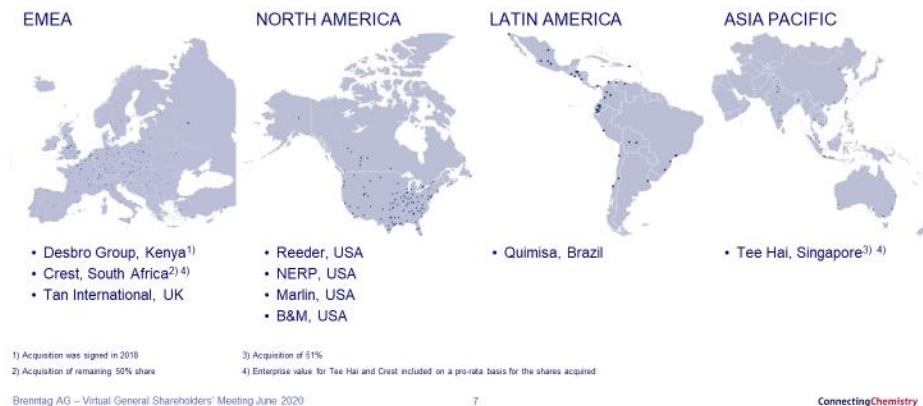 EMEA
NORTH AMERICA
LATIN AMERICA
ASIA PACIFIC
• Desbro Group, Kenya1)
• Crest, South Africa2) 4)
• Tan International, UK
• Reeder, USA
• NERP, USA
• Marlin, USA
• B&M, USA
• Quimisa, Brazil
• Tee Hai, Singapore3) 4)
1) Acquisition was signed in 2018
2) Acquisition of remaining 50% share
3) Acquisition of 51%
4) Enterprise value for Tee Hai and Crest included on a pro-rata basis for the shares acquired
Brenntag AG – Virtual General Shareholders' Meeting June 2020
7
ConnectingChemistry